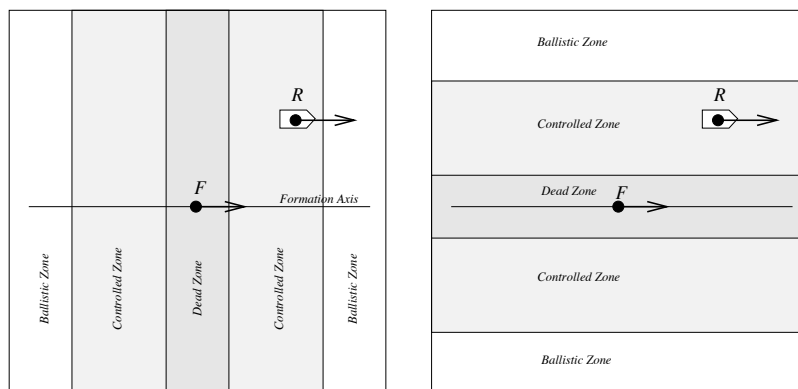 R
F
Formation Axis
Ballistic Zone
Controlled Zone
Dead Zone
Controlled Zone
Ballistic Zone
Ballistic Zone
R
Controlled Zone
Dead Zone
F
Controlled Zone
Ballistic Zone